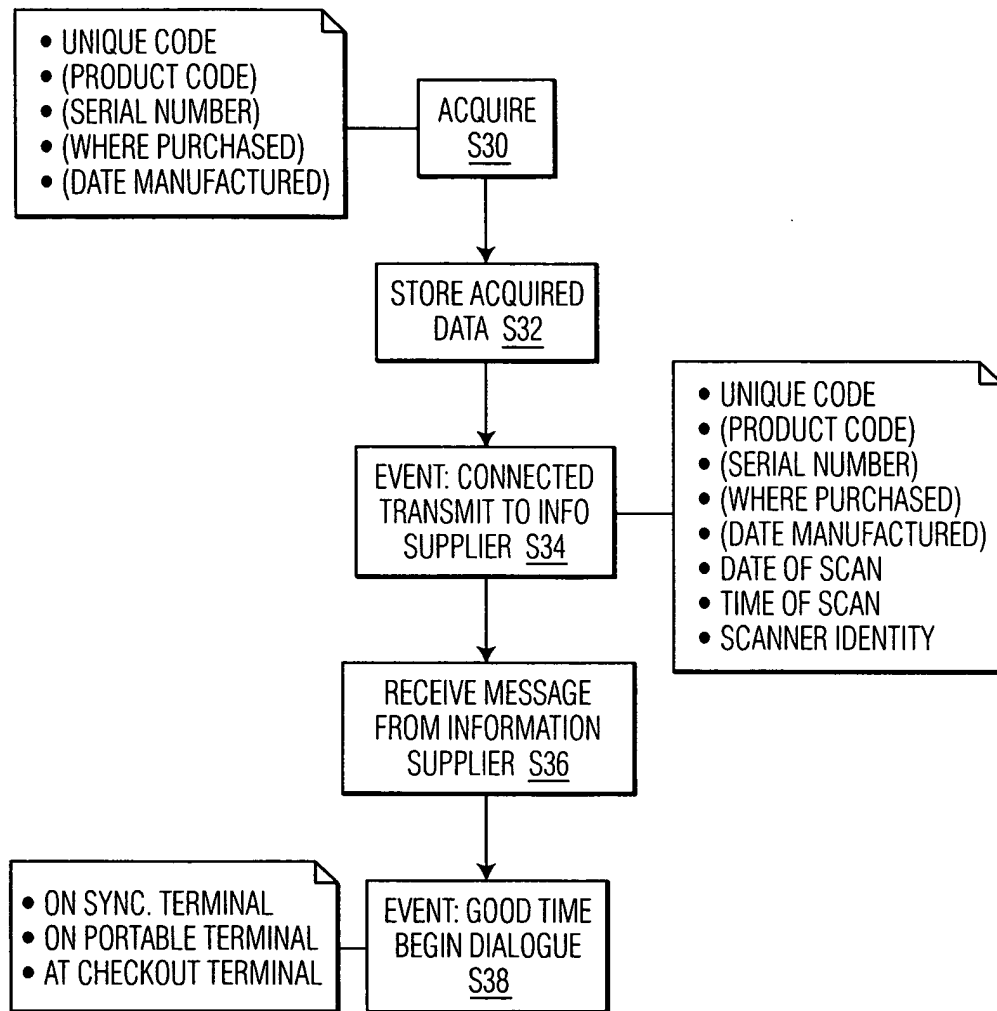 • UNIQUE CODE
• (PRODUCT CODE)
• (SERIAL NUMBER)
• (WHERE PURCHASED)
• (DATE MANUFACTURED)
ACQUIRE
S30
STORE ACQUIRED
DATA S32
EVENT: CONNECTED
TRANSMIT TO INFO
SUPPLIER S34
• UNIQUE CODE
• (PRODUCT CODE)
• (SERIAL NUMBER)
• (WHERE PURCHASED)
• (DATE MANUFACTURED)
• DATE OF SCAN
• TIME OF SCAN
• SCANNER IDENTITY
RECEIVE MESSAGE
FROM INFORMATION
SUPPLIER S36
• ON SYNC. TERMINAL
• ON PORTABLE TERMINAL
• AT CHECKOUT TERMINAL
EVENT: GOOD TIME
BEGIN DIALOGUE
S38